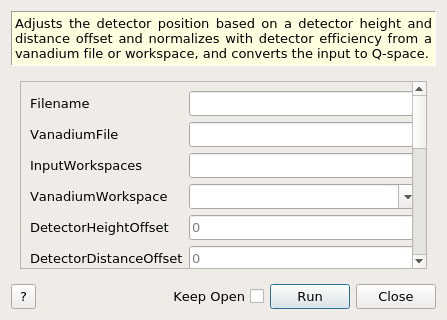 Adjusts the detector position based on a detector height and
distance offset and normalizes with detector efficiency from a
vanadium file or workspace, and converts the input to Q-space.
Filename
VanadiumFile
InputWorkspaces
VanadiumWorkspace
DetectorHeightOffset 0
DetectorDistanceOffset 0
? Keep Open Run Close